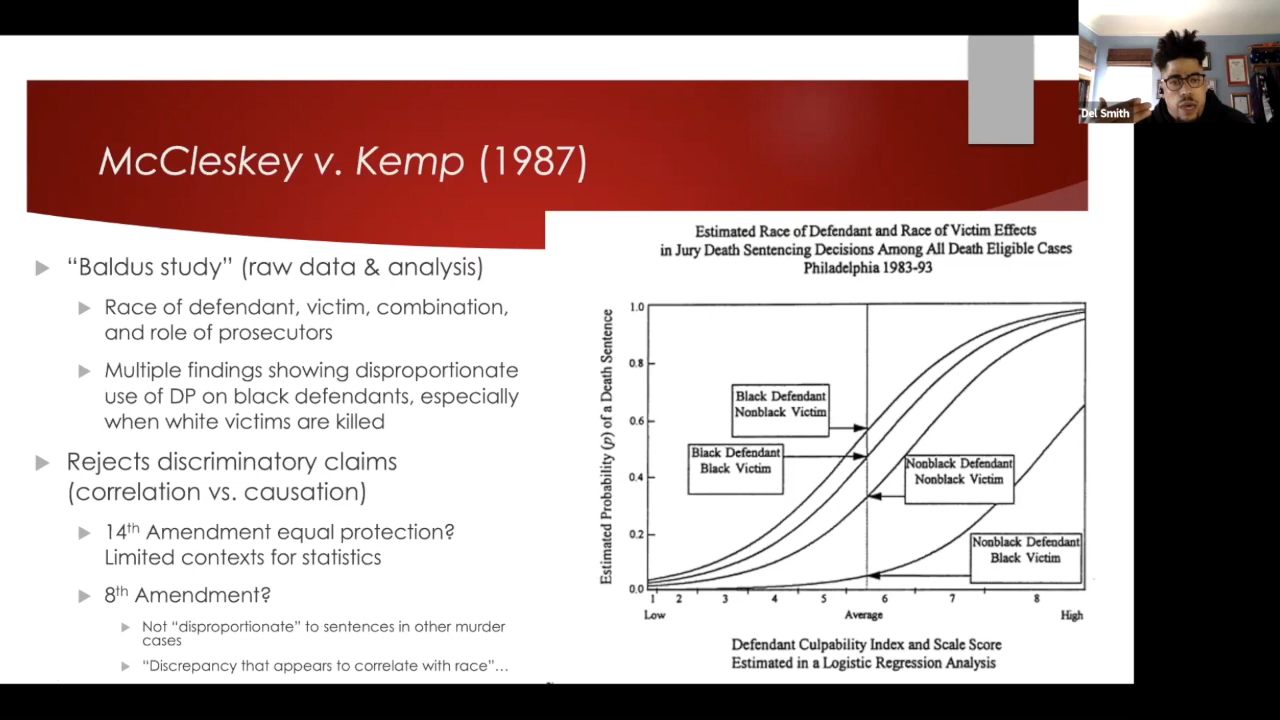 Del Smith
McCleskey v. Kemp (1987)
“Baldus study” (raw data & analysis)
Race of defendant, victim, combination,
and role of prosecutors
Multiple findings showing disproportionate
use of DP on black defendants, especially
when white victims are killed
Rejects discriminatory claims
(correlation vs. causation)
14th Amendment equal protection?
Limited contexts for statistics
8th Amendment?
Not “disproportionate” to sentences in other murder
cases
“Discrepancy that appears to correlate with race”…
Estimated Race of Defendant and Race of Victim Effects
in Jury Death Sentencing Decisions Among All Death Eligible Cases
Philadelphia 1983-93
Estimated Probability (p) of a Death Sentence
1.0
0.8
0.6
0.4
0.2
0.0
Black Defendant
Nonblack Victim
Black Defendant
Black Victim
Nonblack Defendant
Nonblack Victim
Nonblack Defendant
Black Victim
1 2 3 4 5 6 7 8
Low Average High
Defendant Culpability Index and Scale Score
Estimated in a Logistic Regression Analysis